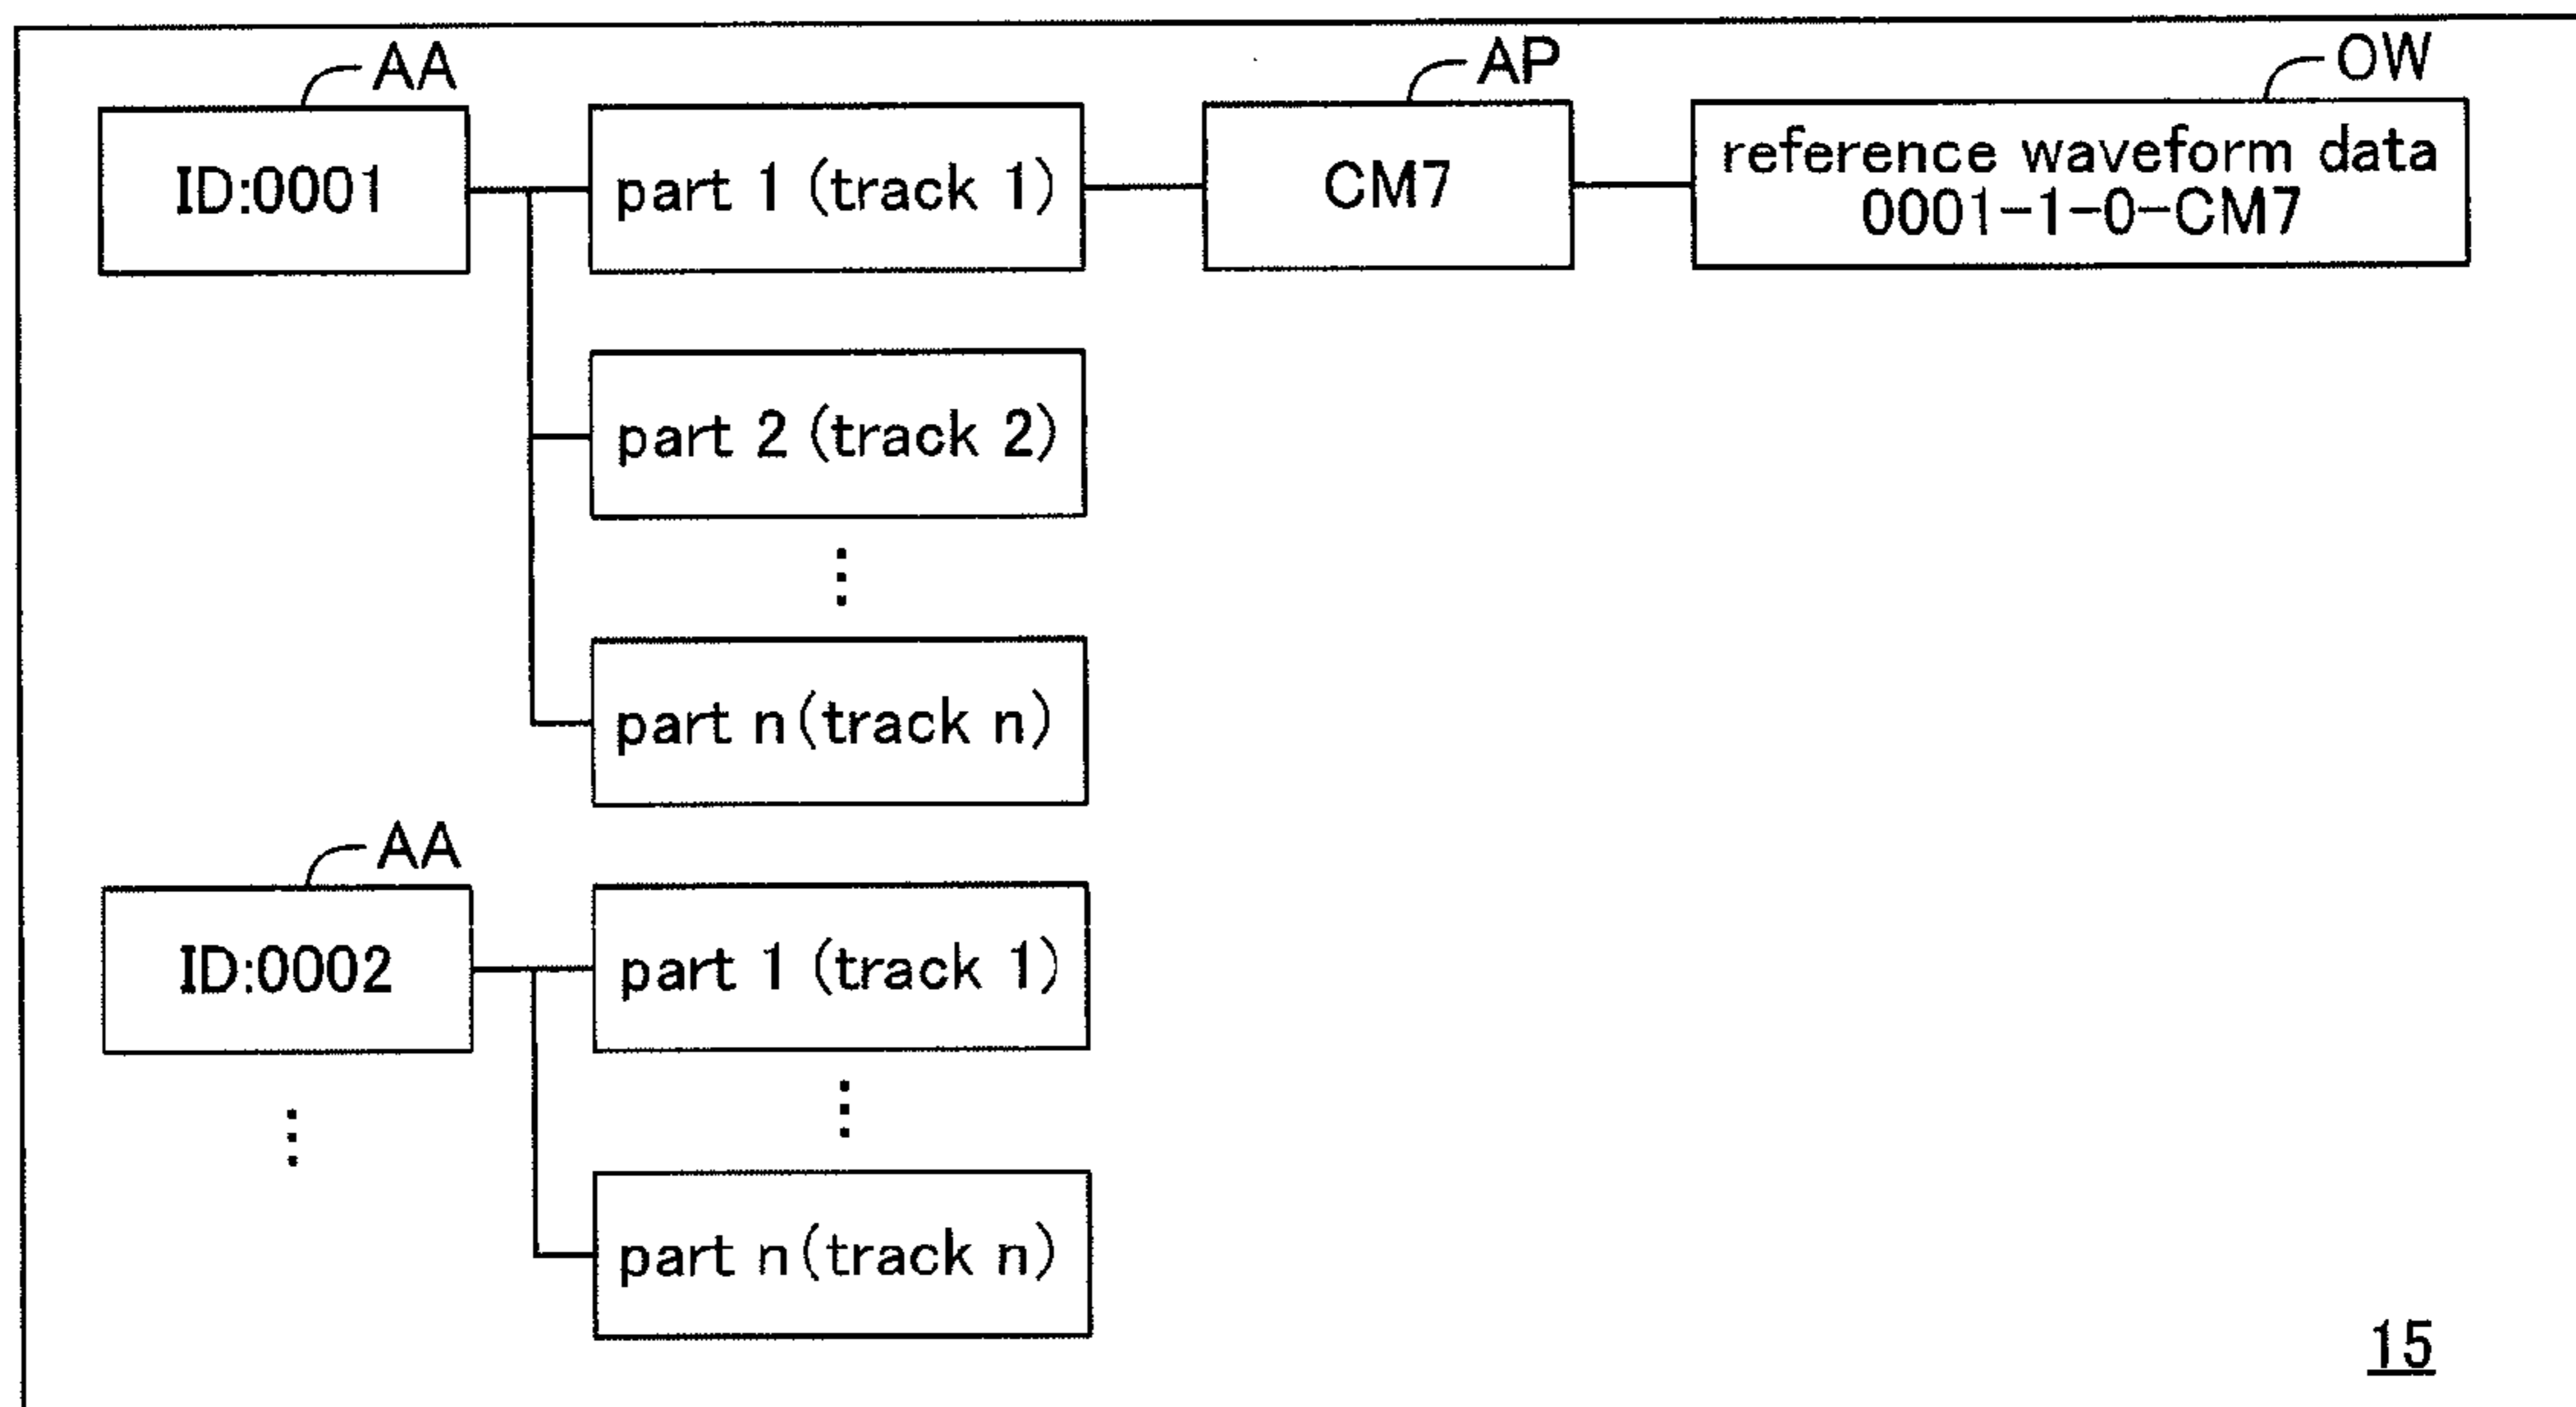 AA
AP
OW
ID:0001
part 1 (track 1)
CM7
reference waveform data
0001-1-0-CM7
part 2 (track 2)
part n(track n)
AA
ID:0002
part 1 (track 1)
part n(track n)
15